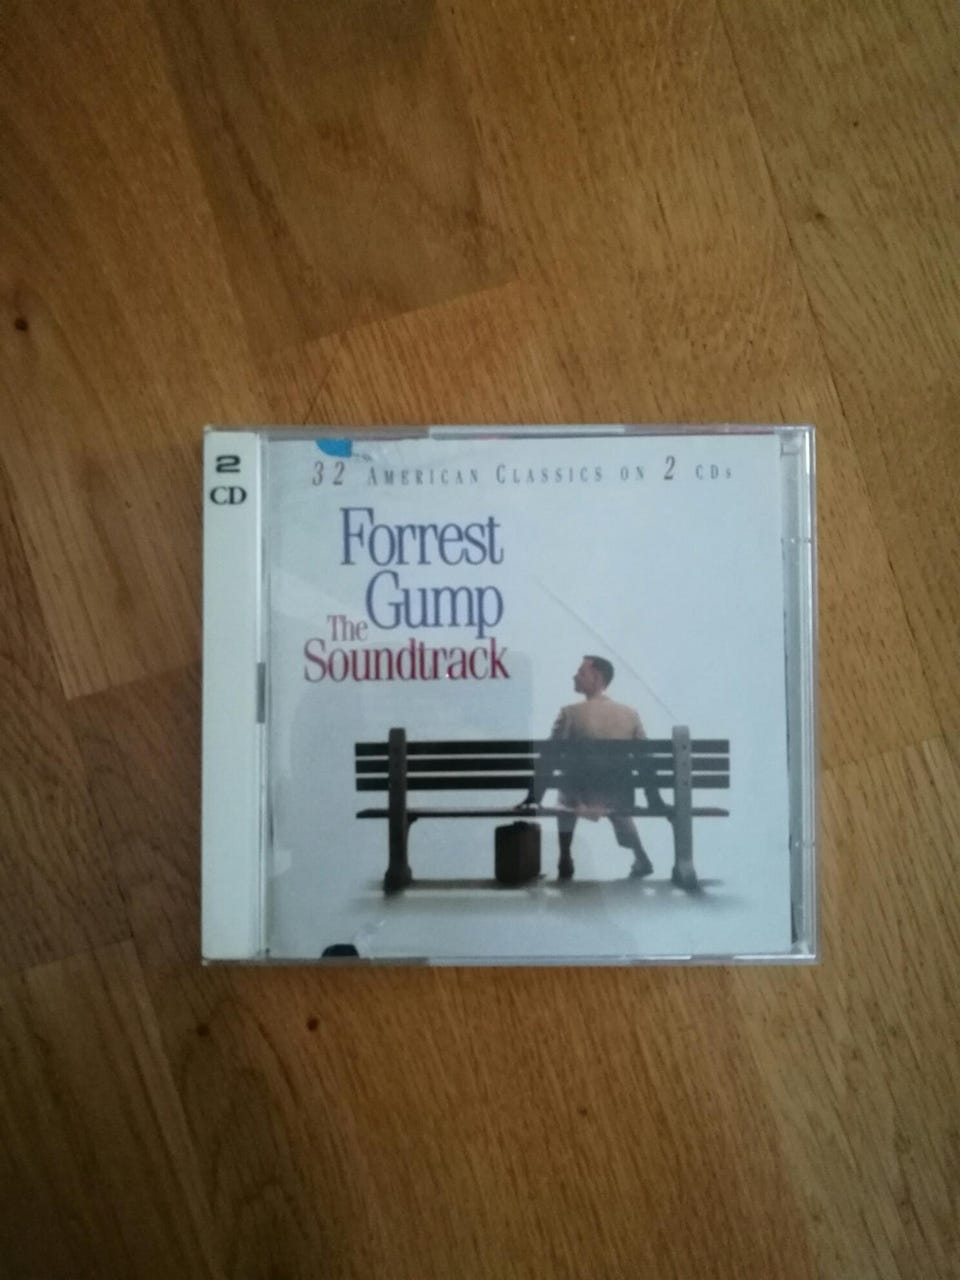 2
CD
32 American Classics on 2 CDs
Forrest
Gump
The
Soundtrack